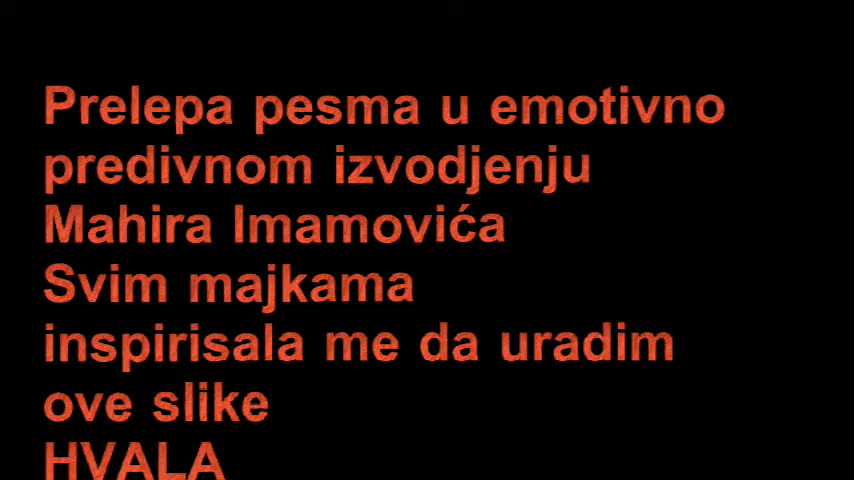 Prelepa pesma u emotivno
predivnom izvodjenju
Mahira Imamovića
Svim majkama
inspirisala me da uradim
ove slike
HVALA